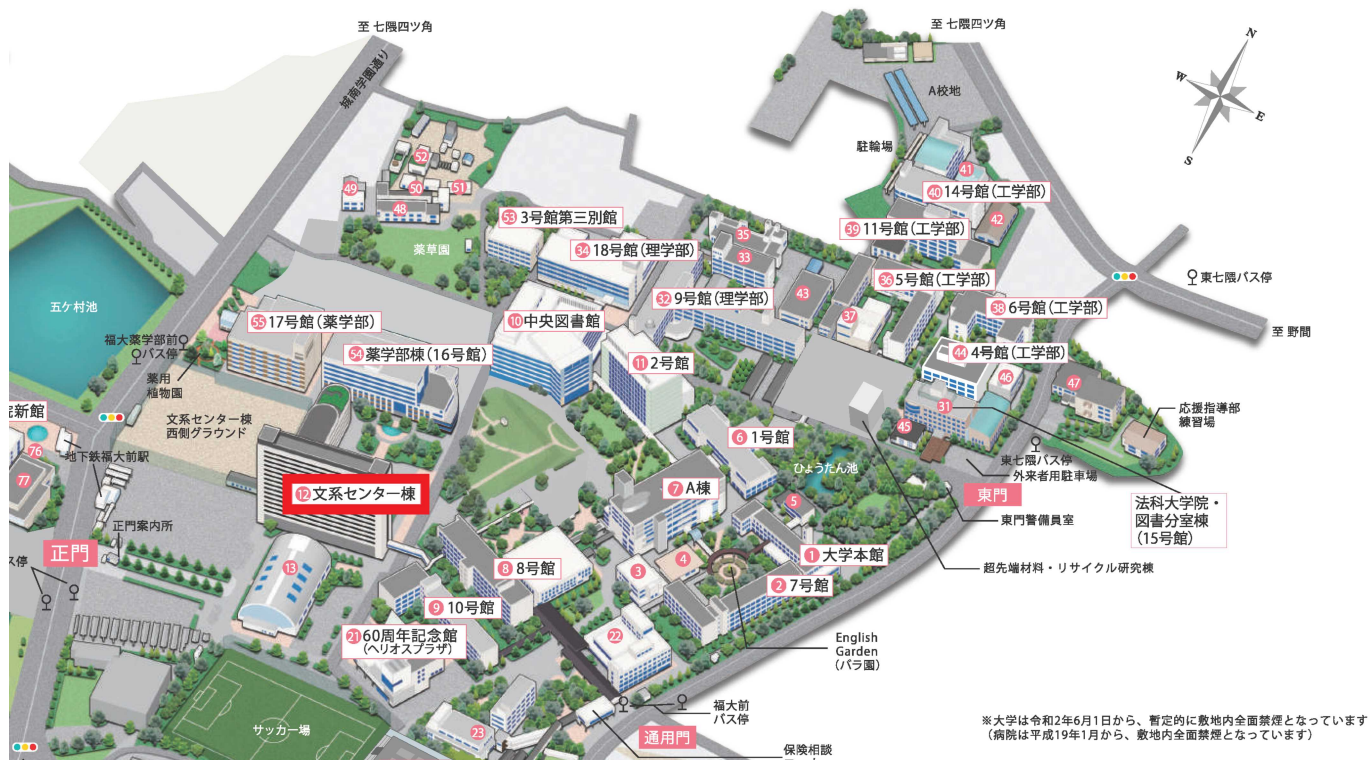 至 七隈四ツ角
至 七隈四ツ角
N
W
E
S
城南学園通り
A校地
駐輪場
52
41
49
50
51
48
40 14号館(工学部)
42
53 3号館第三別館
35
39 11号館(工学部)
薬草園
34 18号館(理学部)
33
36 5号館(工学部)
東七隈バス停
43
五ケ村池
32 9号館(理学部)
38 6号館(工学部)
37
55 17号館(薬学部)
10 中央図書館
至 野間
福大薬学部前
バス停
54 薬学部棟(16号館)
44 4号館(工学部)
11 2号館
46
47
薬用
植物園
31
応援指導部
練習場
院新館
文系センター棟
西側グラウンド
45
76
6 1号館
地下鉄福大前駅
ひょうたん池
東七隈バス停
外来者用駐車場
77
12 文系センター棟
7 A棟
東門
5
法科大学院・
図書分室棟
(15号館)
正門案内所
東門警備員室
正門
1 大学本館
ス停
13
8 8号館
4
3
超先端材料・リサイクル研究棟
2 7号館
9 10号館
21 60周年記念館
(ヘリオスプラザ)
22
English
Garden
(バラ園)
福大前
バス停
サッカー場
23
通用門
保険相談
※大学は令和2年6月1日から、暫定的に敷地内全面禁煙となっています
(病院は平成19年1月から、敷地内全面禁煙となっています)